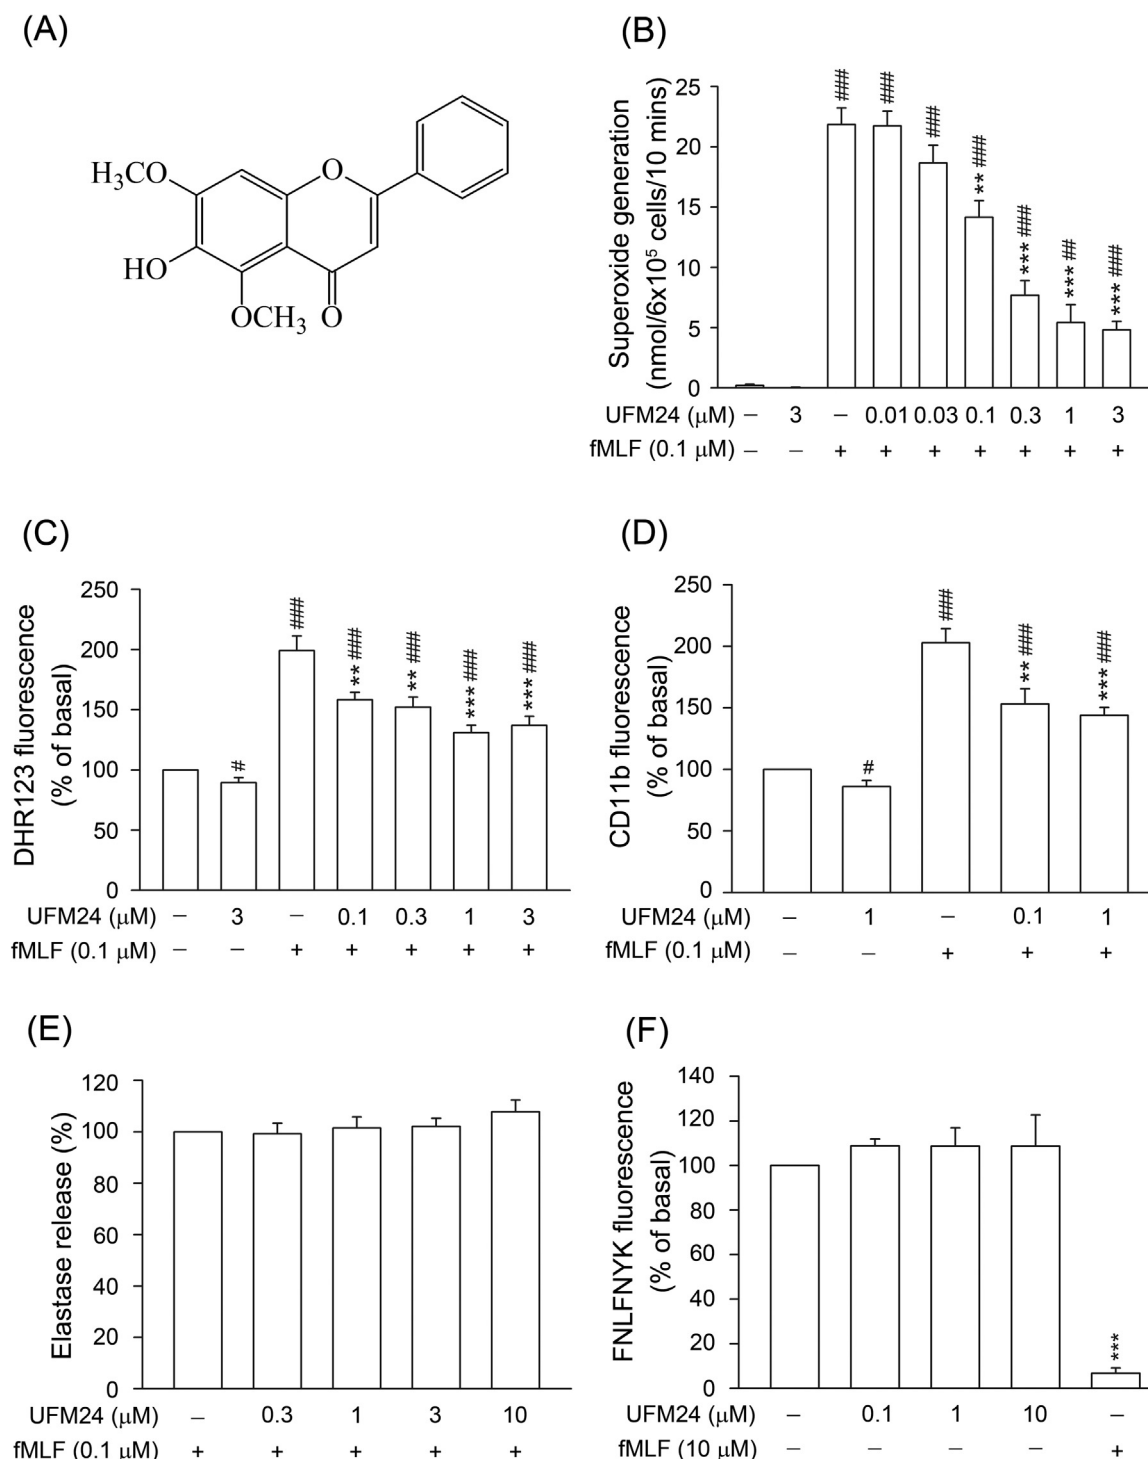 (A)
H₃CO
O
HO
OCH₃
O
(B)
Superoxide generation
(nmol/6x10⁵ cells/10 mins)
25
20
15
10
5
0
###
###
###
** ###
*** ###
*** ##
*** ###
UFM24 (μM) – 3 – 0.01 0.03 0.1 0.3 1 3
fMLF (0.1 μM) – – + + + + + + +
(C)
DHR123 fluorescence
(% of basal)
250
200
150
100
50
0
#
###
** ###
** ###
*** ###
*** ###
UFM24 (μM) – 3 – 0.1 0.3 1 3
fMLF (0.1 μM) – – + + + + +
(D)
CD11b fluorescence
(% of basal)
250
200
150
100
50
0
#
###
** ###
*** ###
UFM24 (μM) – 1 – 0.1 1
fMLF (0.1 μM) – – + + +
(E)
Elastase release (%)
120
100
80
60
40
20
0
UFM24 (μM) – 0.3 1 3 10
fMLF (0.1 μM) + + + + +
(F)
FNLFNYK fluorescence
(% of basal)
140
120
100
80
60
40
20
0
***
UFM24 (μM) – 0.1 1 10 –
fMLF (10 μM) – – – – +